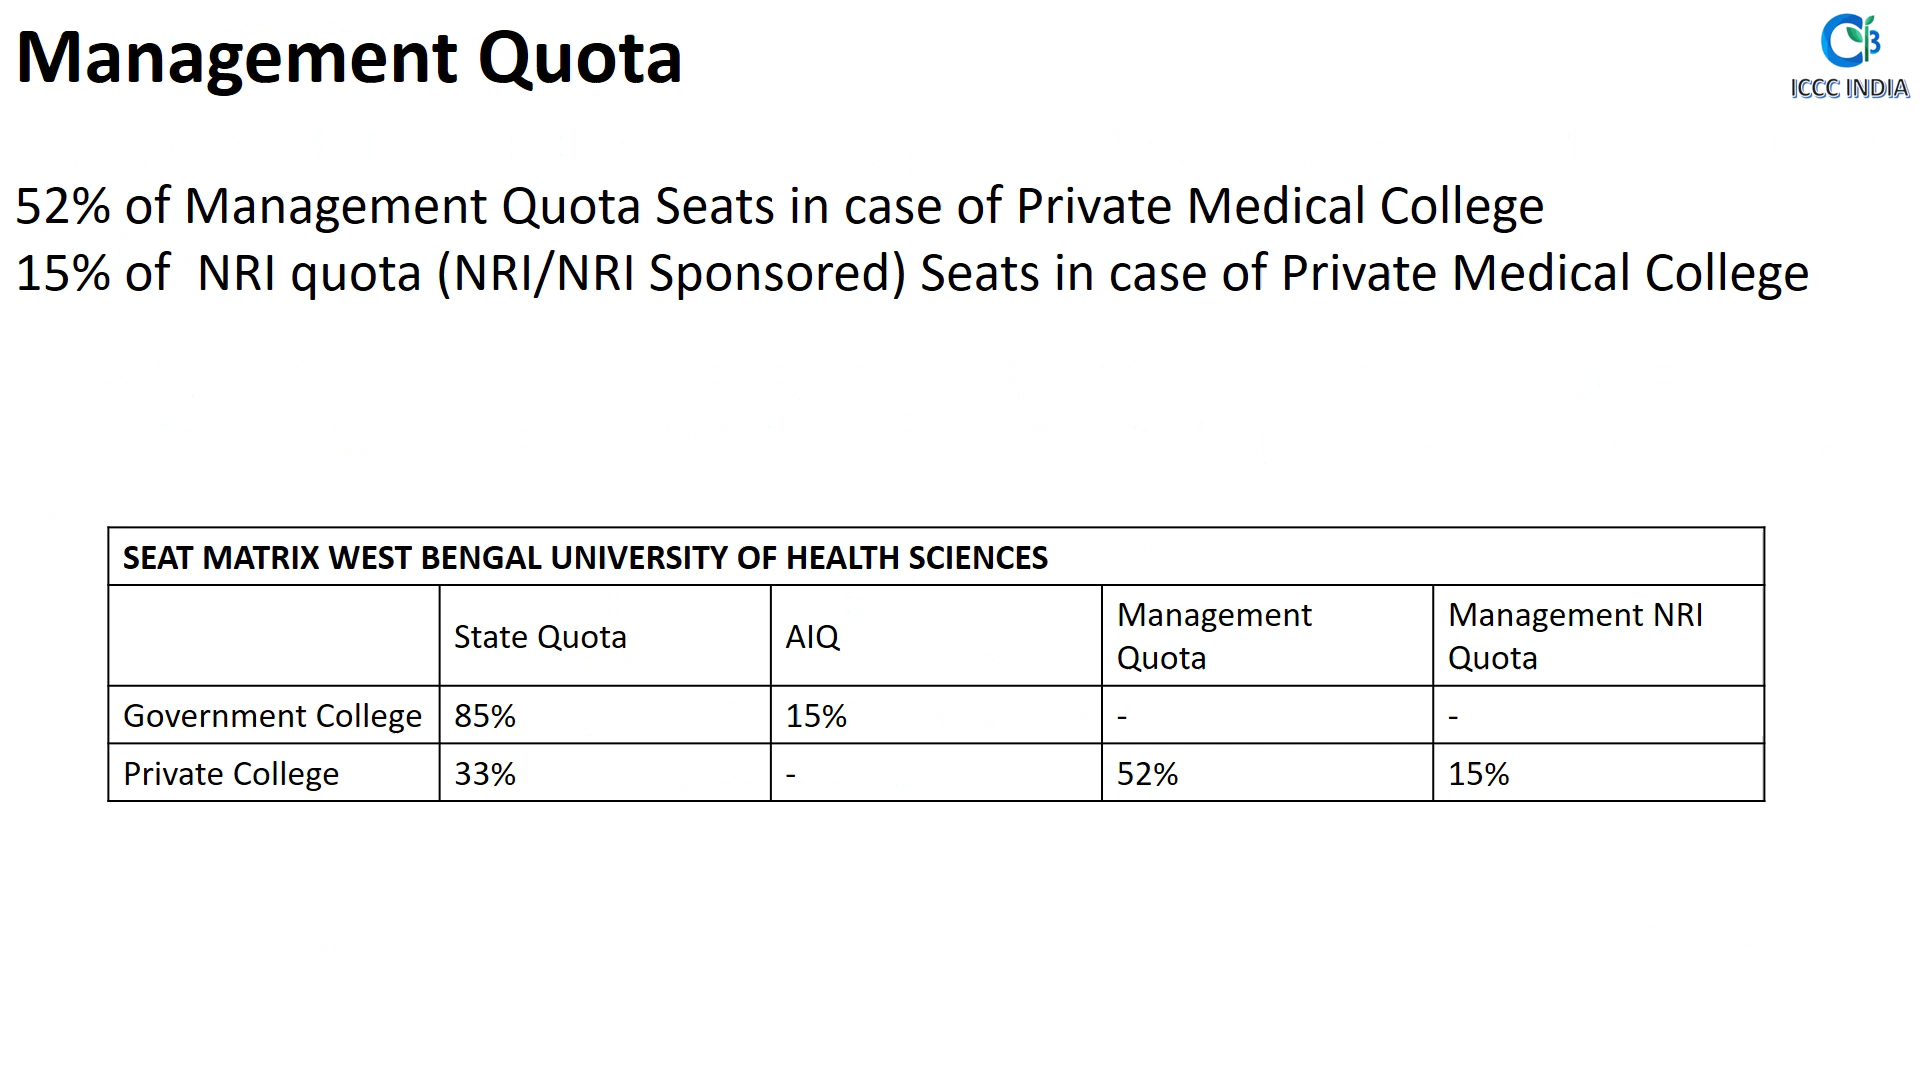 Management Quota
ICCC INDIA
52% of Management Quota Seats in case of Private Medical College
15% of  NRI quota (NRI/NRI Sponsored) Seats in case of Private Medical College
SEAT MATRIX WEST BENGAL UNIVERSITY OF HEALTH SCIENCES
State Quota AIQ Management Quota Management NRI Quota
Government College 85% 15% - -
Private College 33% - 52% 15%